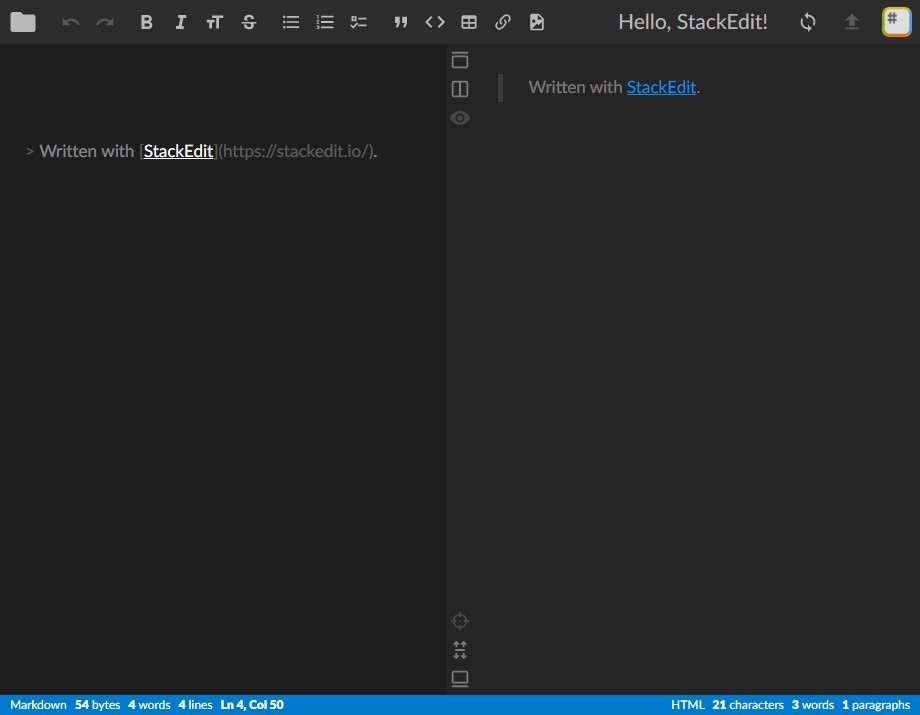 Hello, StackEdit!
Written with StackEdit.
> Written with [StackEdit](https://stackedit.io/).
Markdown 54 bytes 4 words 4 lines Ln 4, Col 50
HTML 21 characters 3 words 1 paragraphs